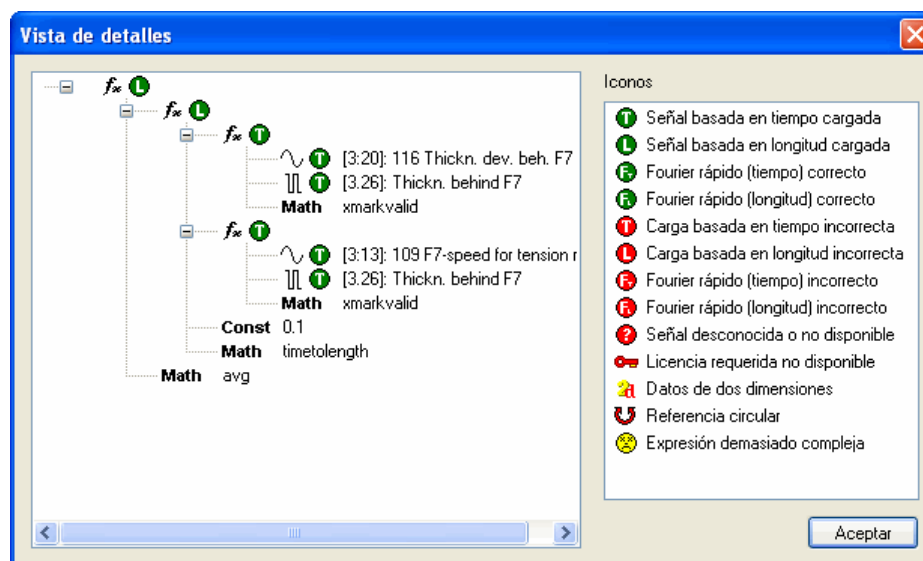 Vista de detalles
fx L
fx L
fx T
T [3:20]: 116 Thickn. dev. beh. F7
T [3.26]: Thickn. behind F7
Math xmarkvalid
fx T
T [3:13]: 109 F7-speed for tension r
T [3.26]: Thickn. behind F7
Math xmarkvalid
Const 0.1
Math timetolength
Math avg
Iconos
T Señal basada en tiempo cargada
L Señal basada en longitud cargada
F Fourier rápido (tiempo) correcto
F Fourier rápido (longitud) correcto
T Carga basada en tiempo incorrecta
L Carga basada en longitud incorrecta
F Fourier rápido (tiempo) incorrecto
F Fourier rápido (longitud) incorrecto
? Señal desconocida o no disponible
Licencia requerida no disponible
2d Datos de dos dimensiones
Referencia circular
Expresión demasiado compleja
Aceptar